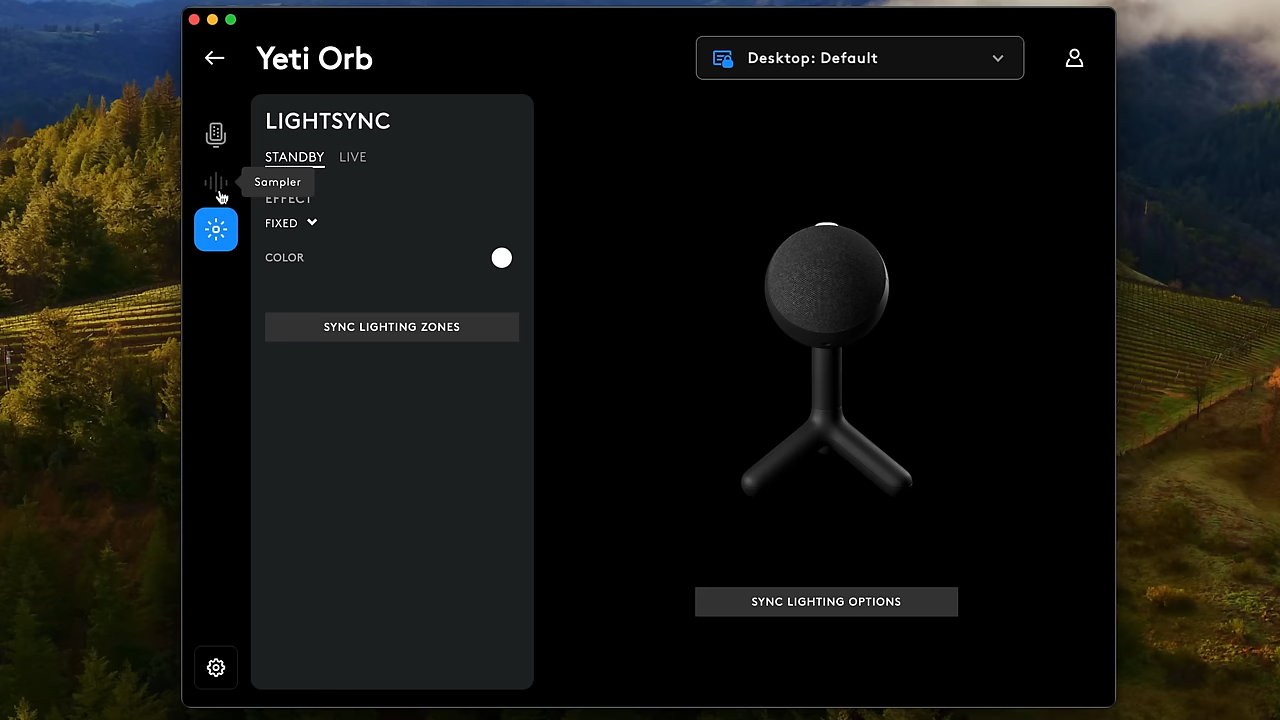 Yeti Orb
Desktop: Default
LIGHTSYNC
STANDBY LIVE
Sampler
EFFECT
FIXED
COLOR
SYNC LIGHTING ZONES
SYNC LIGHTING OPTIONS